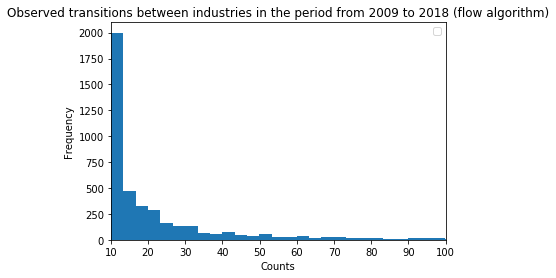 Observed transitions between industries in the period from 2009 to 2018 (flow algorithm)
2000
1750
1500
1250
1000
750
500
250
0
Frequency
10 20 30 40 50 60 70 80 90 100
Counts